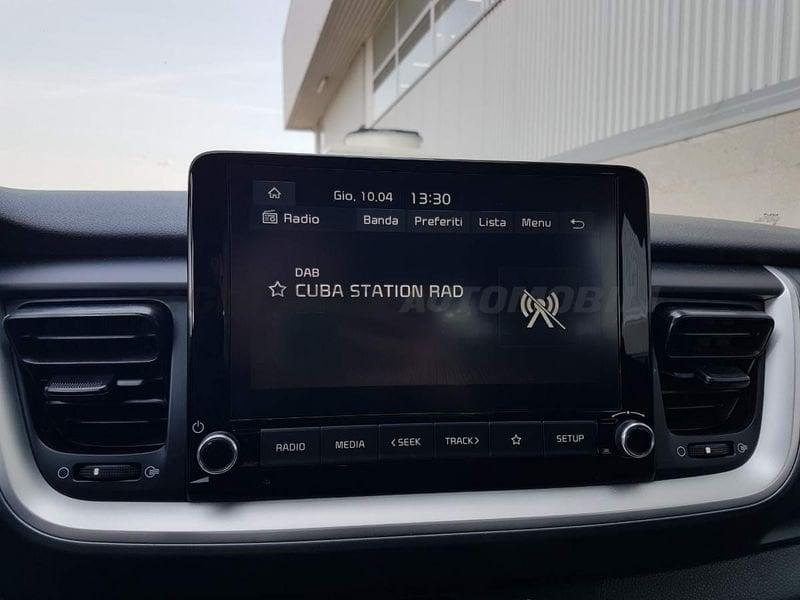 Gio, 10.04 13:30
Radio Banda Preferiti Lista Menu
DAB
CUBA STATION RAD
AUTOMOBILI
RADIO MEDIA <SEEK TRACK> SETUP